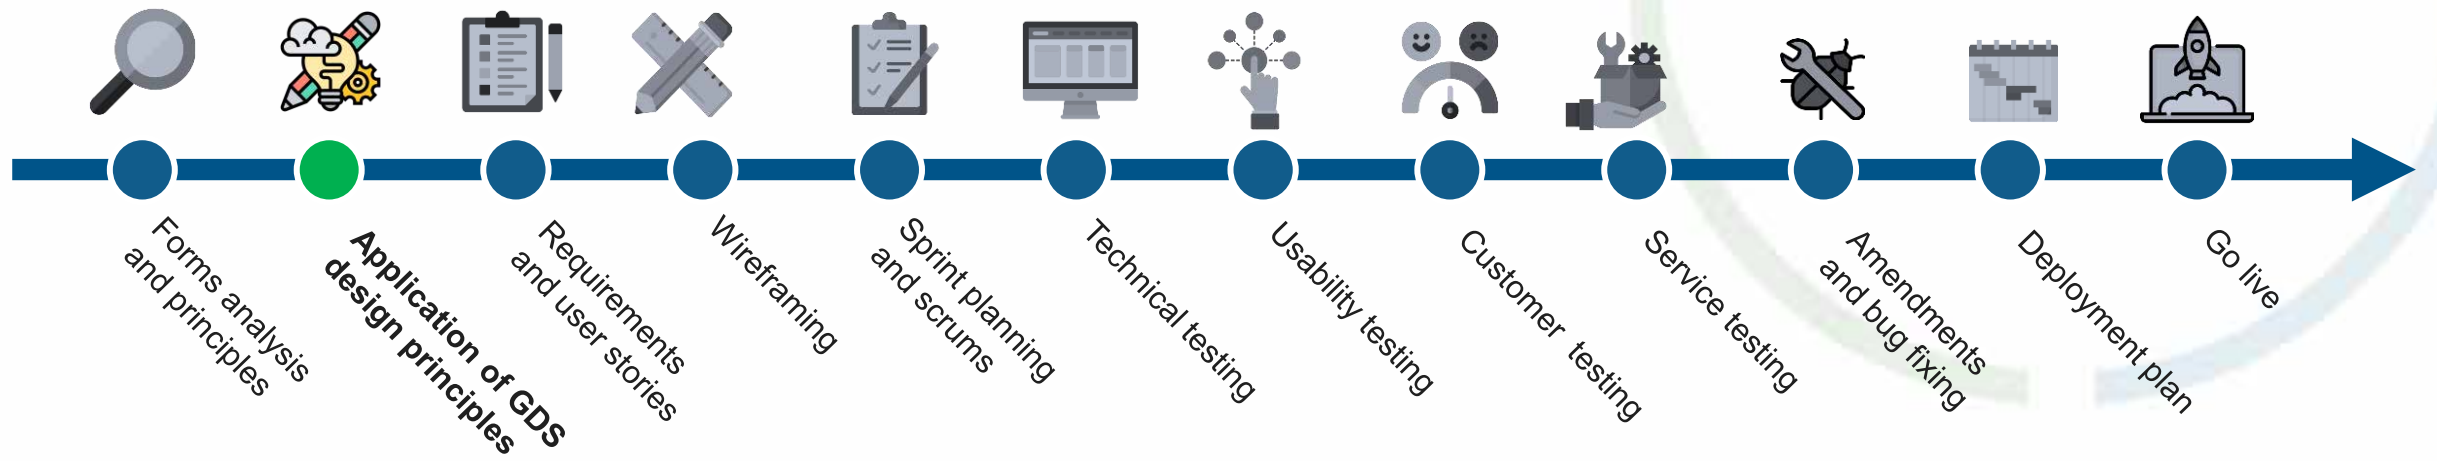 Forms analysis
and principles
Application of GDS
design principles
Requirements
and user stories
Wireframing
Sprint planning
and scrums
Technical testing
Usability testing
Customer testing
Service testing
Amendments
and bug fixing
Deployment plan
Go live